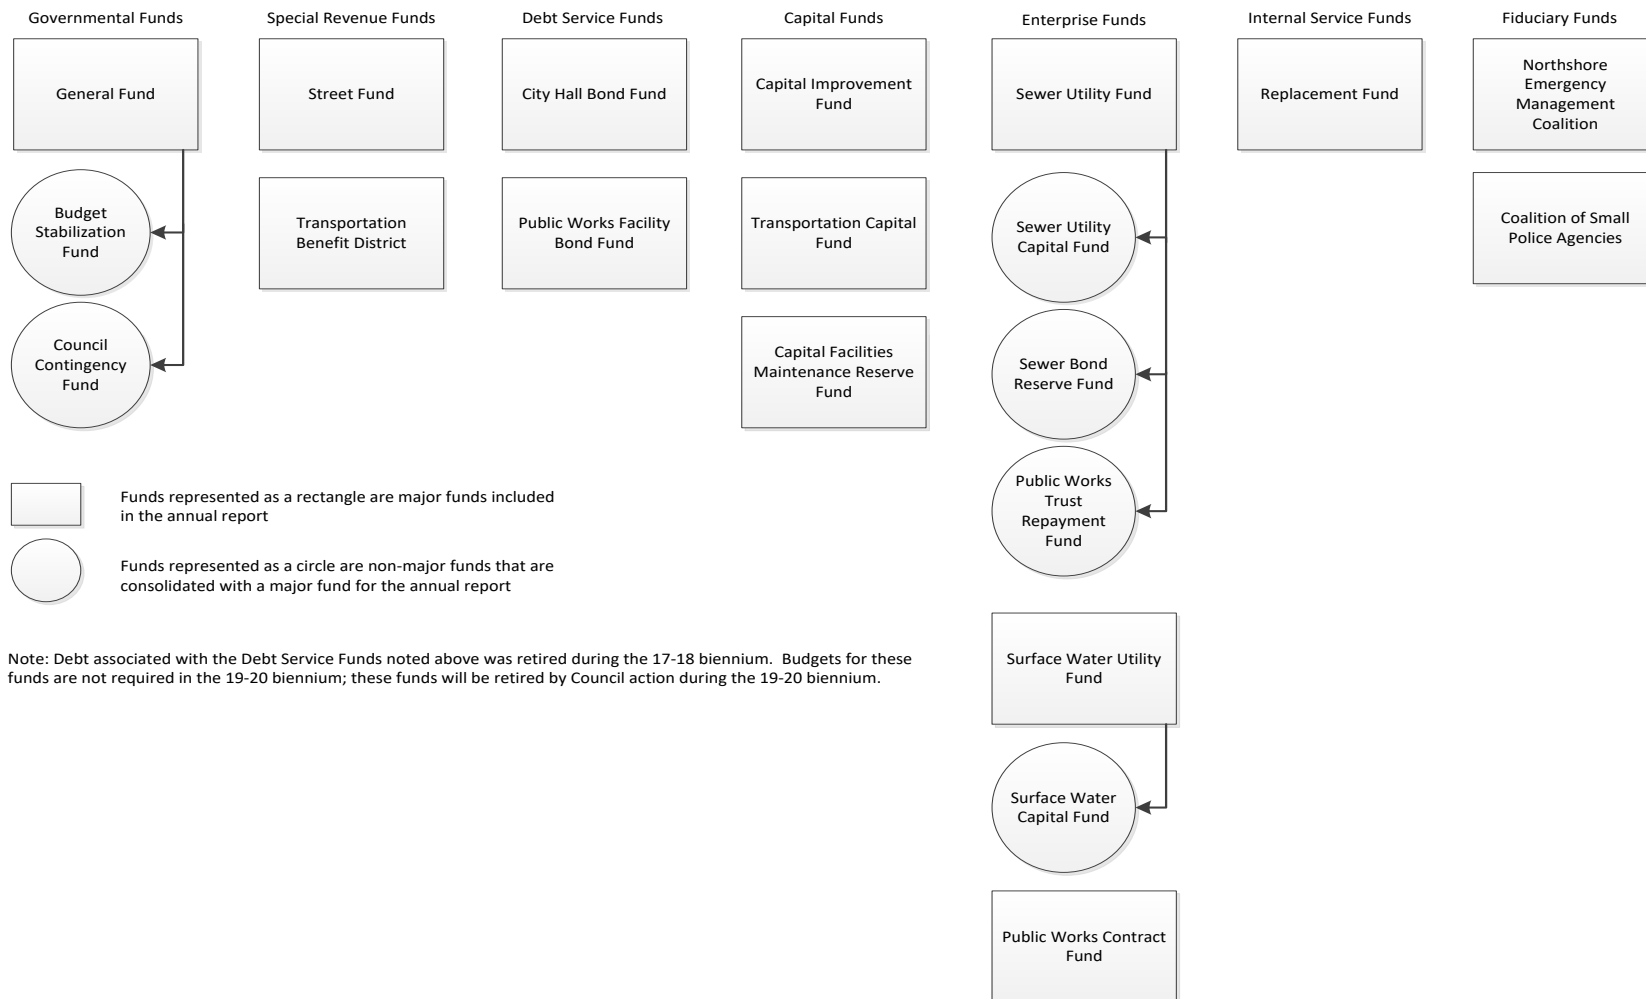 Governmental Funds
Special Revenue Funds
Debt Service Funds
Capital Funds
Enterprise Funds
Internal Service Funds
Fiduciary Funds
General Fund
Budget
Stabilization
Fund
Council
Contingency
Fund
Street Fund
Transportation
Benefit District
City Hall Bond Fund
Public Works Facility
Bond Fund
Capital Improvement
Fund
Transportation Capital
Fund
Capital Facilities
Maintenance Reserve
Fund
Sewer Utility Fund
Sewer Utility
Capital Fund
Sewer Bond
Reserve Fund
Public Works
Trust
Repayment
Fund
Surface Water Utility
Fund
Surface Water
Capital Fund
Public Works Contract
Fund
Replacement Fund
Northshore
Emergency
Management
Coalition
Coalition of Small
Police Agencies
Funds represented as a rectangle are major funds included
in the annual report
Funds represented as a circle are non-major funds that are
consolidated with a major fund for the annual report
Note: Debt associated with the Debt Service Funds noted above was retired during the 17-18 biennium.  Budgets for these
funds are not required in the 19-20 biennium; these funds will be retired by Council action during the 19-20 biennium.